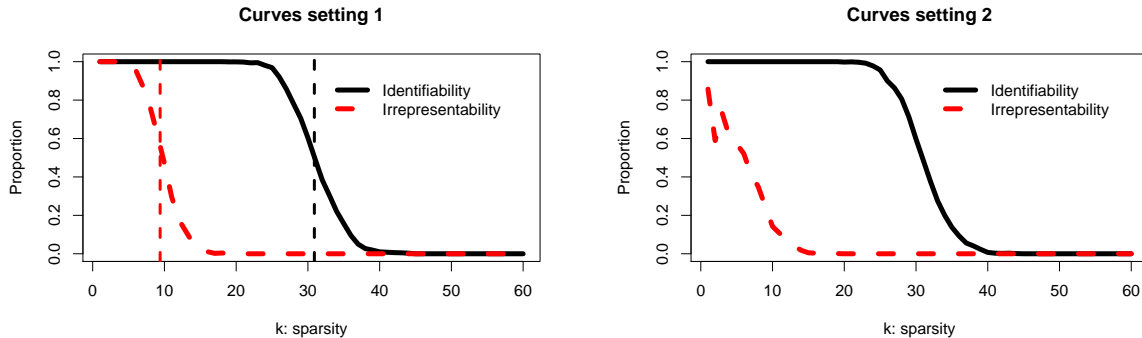 Curves setting 1
Proportion
0.0 0.2 0.4 0.6 0.8 1.0
Identifiability
Irrepresentability
0 10 20 30 40 50 60
k: sparsity
Curves setting 2
Proportion
0.0 0.2 0.4 0.6 0.8 1.0
Identifiability
Irrepresentability
0 10 20 30 40 50 60
k: sparsity